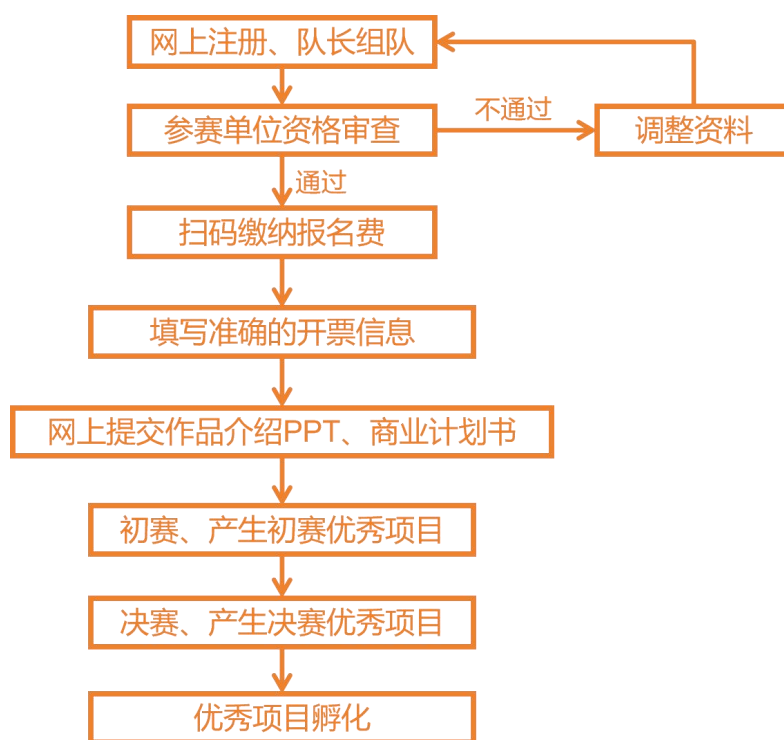 网上注册、队长组队
参赛单位资格审查
不通过
调整资料
通过
扫码缴纳报名费
填写准确的开票信息
网上提交作品介绍PPT、商业计划书
初赛、产生初赛优秀项目
决赛、产生决赛优秀项目
优秀项目孵化